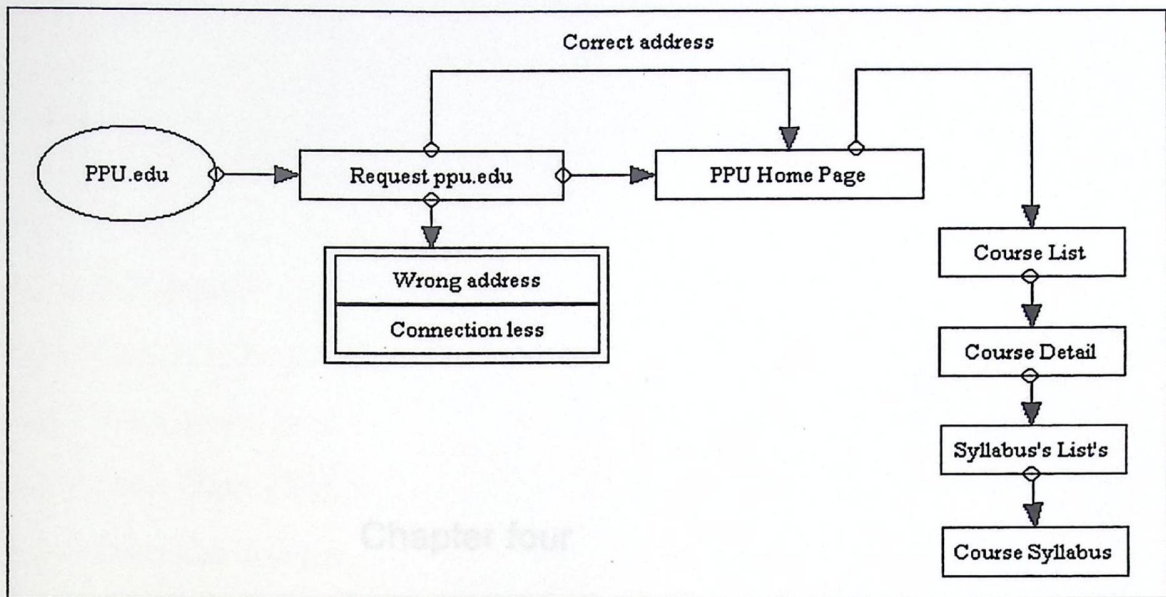 Correct address
PPU.edu
Request ppu.edu
PPU Home Page
Wrong address
Connection less
Course List
Course Detail
Syllabus's List's
Course Syllabus
Chapter four